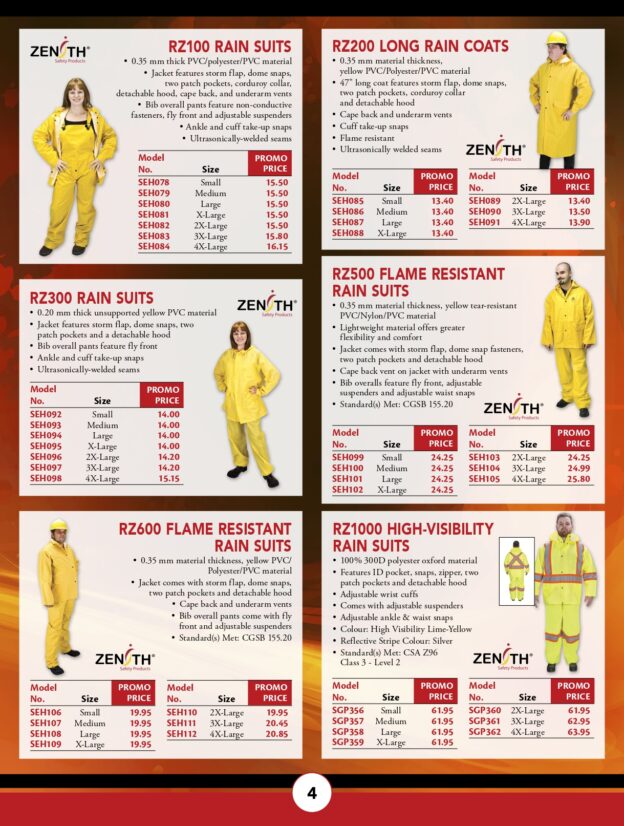 ZENITH®
Safety Products
RZ100 RAIN SUITS
• 0.35 mm thick PVC/polyester/PVC material
• Jacket features storm flap, dome snaps,
two patch pockets, corduroy collar,
detachable hood, cape back, and underarm vents
• Bib overall pants feature non-conductive
fasteners, fly front and adjustable suspenders
• Ankle and cuff take-up snaps
• Ultrasonically-welded seams
Model No. Size PROMO PRICE
SEH078 Small 15.50
SEH079 Medium 15.50
SEH080 Large 15.50
SEH081 X-Large 15.50
SEH082 2X-Large 15.50
SEH083 3X-Large 15.80
SEH084 4X-Large 16.15
RZ200 LONG RAIN COATS
• 0.35 mm material thickness,
yellow PVC/Polyester/PVC material
• 47" long coat features storm flap, dome snaps,
two patch pockets, corduroy collar
and detachable hood
• Cape back and underarm vents
• Cuff take-up snaps
• Flame resistant
• Ultrasonically welded seams
ZENITH®
Safety Products
Model No. Size PROMO PRICE
SEH085 Small 13.40
SEH086 Medium 13.40
SEH087 Large 13.40
SEH088 X-Large 13.40
Model No. Size PROMO PRICE
SEH089 2X-Large 13.40
SEH090 3X-Large 13.50
SEH091 4X-Large 13.90
RZ300 RAIN SUITS
• 0.20 mm thick unsupported yellow PVC material
• Jacket features storm flap, dome snaps, two
patch pockets and a detachable hood
• Bib overall pants feature fly front
• Ankle and cuff take-up snaps
• Ultrasonically-welded seams
ZENITH®
Safety Products
Model No. Size PROMO PRICE
SEH092 Small 14.00
SEH093 Medium 14.00
SEH094 Large 14.00
SEH095 X-Large 14.00
SEH096 2X-Large 14.20
SEH097 3X-Large 14.20
SEH098 4X-Large 15.15
RZ500 FLAME RESISTANT
RAIN SUITS
• 0.35 mm material thickness, yellow tear-resistant
PVC/Nylon/PVC material
• Lightweight material offers greater
flexibility and comfort
• Jacket comes with storm flap, dome snap fasteners,
two patch pockets and detachable hood
• Cape back vent on jacket with underarm vents
• Bib overalls feature fly front, adjustable
suspenders and adjustable waist snaps
• Standard(s) Met: CGSB 155.20
ZENITH®
Safety Products
Model No. Size PROMO PRICE
SEH099 Small 24.25
SEH100 Medium 24.25
SEH101 Large 24.25
SEH102 X-Large 24.25
Model No. Size PROMO PRICE
SEH103 2X-Large 24.25
SEH104 3X-Large 24.99
SEH105 4X-Large 25.80
RZ600 FLAME RESISTANT
RAIN SUITS
• 0.35 mm material thickness, yellow PVC/
Polyester/PVC material
• Jacket comes with storm flap, dome snaps,
two patch pockets and detachable hood
• Cape back and underarm vents
• Bib overall pants come with fly
front and adjustable suspenders
• Standard(s) Met: CGSB 155.20
ZENITH®
Safety Products
Model No. Size PROMO PRICE
SEH106 Small 19.95
SEH107 Medium 19.95
SEH108 Large 19.95
SEH109 X-Large 19.95
Model No. Size PROMO PRICE
SEH110 2X-Large 19.95
SEH111 3X-Large 20.45
SEH112 4X-Large 20.85
RZ1000 HIGH-VISIBILITY
RAIN SUITS
• 100% 300D polyester oxford material
• Features ID pocket, snaps, zipper, two
patch pockets and detachable hood
• Adjustable wrist cuffs
• Comes with adjustable suspenders
• Adjustable ankle & waist snaps
• Colour: High Visibility Lime-Yellow
• Reflective Stripe Colour: Silver
• Standard(s) Met: CSA Z96
Class 3 - Level 2
ZENITH®
Safety Products
Model No. Size PROMO PRICE
SGP356 Small 61.95
SGP357 Medium 61.95
SGP358 Large 61.95
SGP359 X-Large 61.95
Model No. Size PROMO PRICE
SGP360 2X-Large 61.95
SGP361 3X-Large 62.95
SGP362 4X-Large 63.95
4